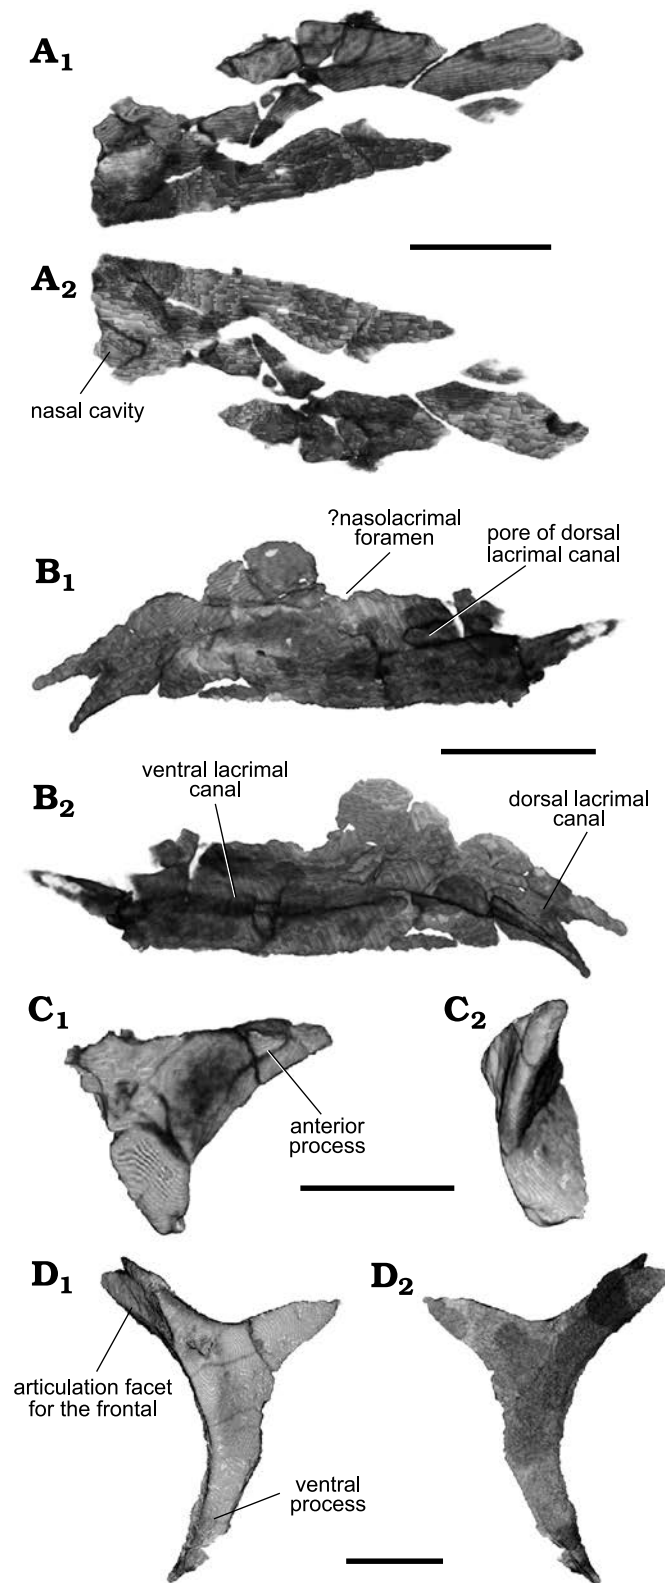 A1
A2
nasal cavity
?nasolacrimal
foramen
pore of dorsal
lacrimal canal
B1
ventral lacrimal
canal
B2
dorsal lacrimal
canal
C1
C2
anterior
process
D1
D2
articulation facet
for the frontal
ventral
process